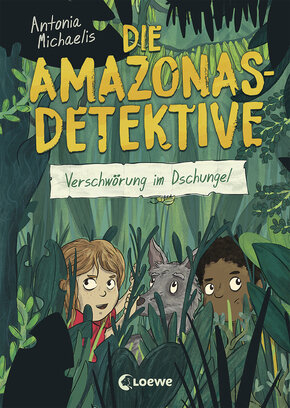 Antonia
Michaelis
DIE
AMAZONAS-
DETEKTIVE
Verschwörung im Dschungel
Loewe